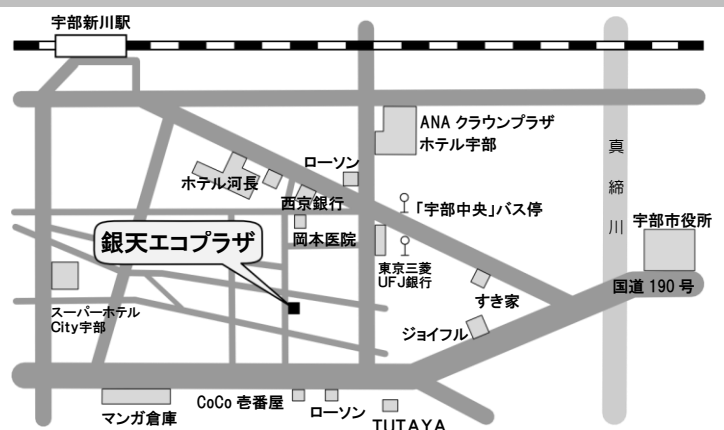 宇部新川駅
ANA クラウンプラザ
ホテル宇部
真締川
ローソン
ホテル河長
西京銀行
「宇部中央」バス停
宇部市役所
岡本医院
銀天エコプラザ
東京三菱
UFJ銀行
国道 190 号
すき家
スーパーホテル
City宇部
ジョイフル
CoCo 壱番屋
ローソン
マンガ倉庫
TUTAYA